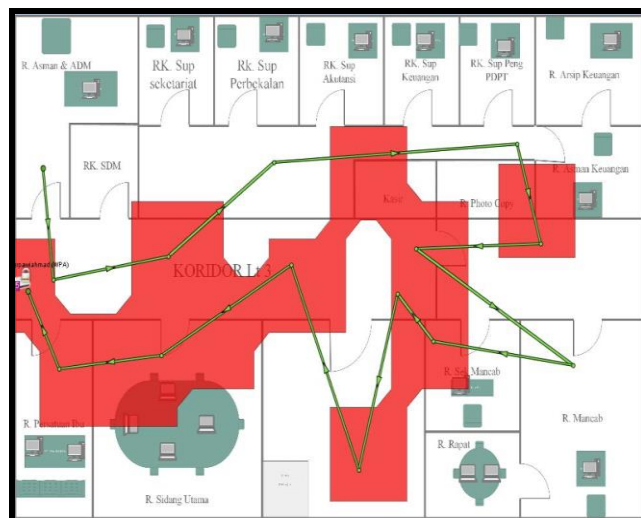 R. Asman & ADM
RK. Sup
seketariat
RK. Sup
Perbekalan
RK. Sup
Akutansi
RK. Sup
Keuangan
RK. Sup Peng
PDPT
R. Arsip Keuangan
RK. SDM
R. Asman Keuangan
Kasir
R. Photo Copy
KORIDOR Lt 3
R. Sek Mancab
R. Mancab
R. Rapat
R. Sidang Utama